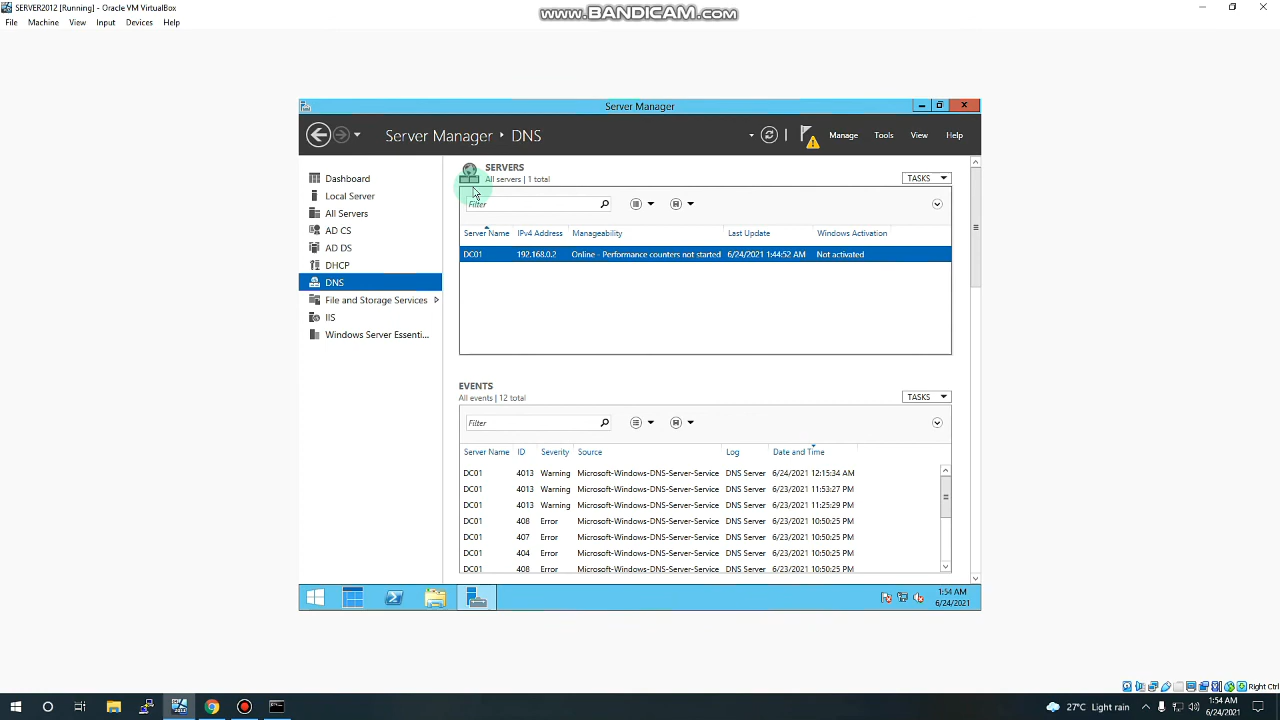 SERVER2012 [Running] - Oracle VM VirtualBox
www.BANDICAM.com
File Machine View Input Devices Help
Server Manager
Server Manager • DNS
Manage Tools View Help
Dashboard
Local Server
All Servers
AD CS
AD DS
DHCP
DNS
File and Storage Services
IIS
Windows Server Essenti...
SERVERS
All servers | 1 total
TASKS
Filter
Server Name IPv4 Address Manageability Last Update Windows Activation
DC01 192.168.0.2 Online - Performance counters not started 6/24/2021 1:44:52 AM Not activated
EVENTS
All events | 12 total
TASKS
Filter
Server Name ID Severity Source Log Date and Time
DC01 4013 Warning Microsoft-Windows-DNS-Server-Service DNS Server 6/24/2021 12:15:34 AM
DC01 4013 Warning Microsoft-Windows-DNS-Server-Service DNS Server 6/23/2021 11:53:27 PM
DC01 4013 Warning Microsoft-Windows-DNS-Server-Service DNS Server 6/23/2021 11:25:29 PM
DC01 408 Error Microsoft-Windows-DNS-Server-Service DNS Server 6/23/2021 10:50:25 PM
DC01 407 Error Microsoft-Windows-DNS-Server-Service DNS Server 6/23/2021 10:50:25 PM
DC01 404 Error Microsoft-Windows-DNS-Server-Service DNS Server 6/23/2021 10:50:25 PM
DC01 408 Error Microsoft-Windows-DNS-Server-Service DNS Server 6/23/2021 10:50:25 PM
1:54 AM
6/24/2021
Right Ctrl
27°C Light rain
1:54 AM
6/24/2021